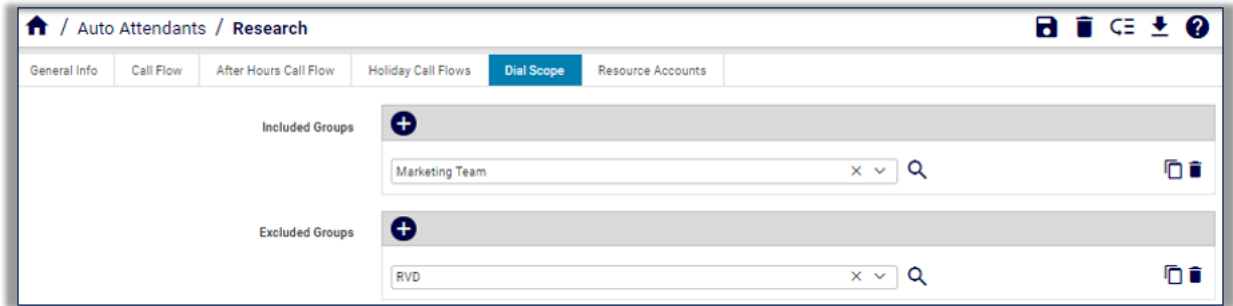 / Auto Attendants / Research
General Info Call Flow After Hours Call Flow Holiday Call Flows Dial Scope Resource Accounts
Included Groups
Marketing Team
Excluded Groups
RVD